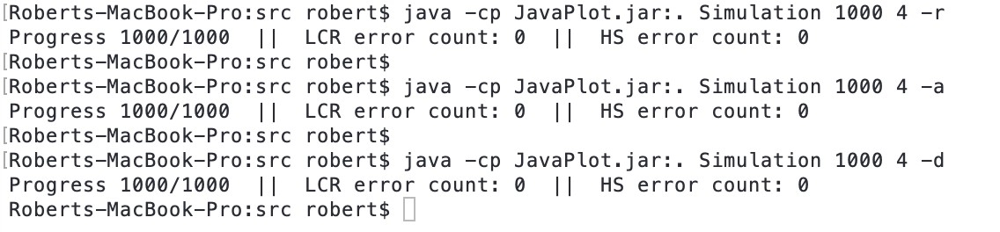 [Roberts-MacBook-Pro:src robert$ java -cp JavaPlot.jar:. Simulation 1000 4 -r
Progress 1000/1000  ||  LCR error count: 0  ||  HS error count: 0
[Roberts-MacBook-Pro:src robert$
[Roberts-MacBook-Pro:src robert$ java -cp JavaPlot.jar:. Simulation 1000 4 -a
Progress 1000/1000  ||  LCR error count: 0  ||  HS error count: 0
[Roberts-MacBook-Pro:src robert$
[Roberts-MacBook-Pro:src robert$ java -cp JavaPlot.jar:. Simulation 1000 4 -d
Progress 1000/1000  ||  LCR error count: 0  ||  HS error count: 0
Roberts-MacBook-Pro:src robert$